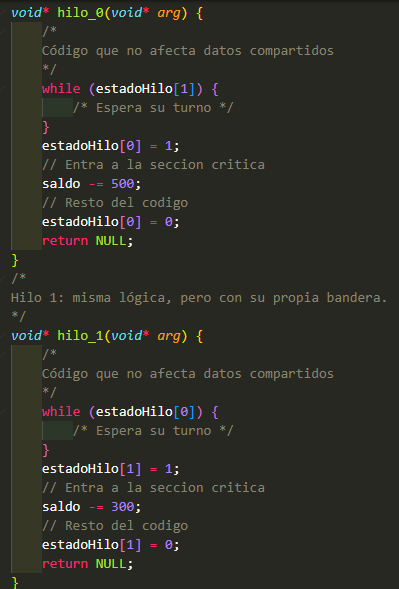 void* hilo_0(void* arg) {
/*
Código que no afecta datos compartidos
*/
while (estadoHilo[1]) {
/* Espera su turno */
}
estadoHilo[0] = 1;
// Entra a la seccion critica
saldo -= 500;
// Resto del codigo
estadoHilo[0] = 0;
return NULL;
}
/*
Hilo 1: misma lógica, pero con su propia bandera.
*/
void* hilo_1(void* arg) {
/*
Código que no afecta datos compartidos
*/
while (estadoHilo[0]) {
/* Espera su turno */
}
estadoHilo[1] = 1;
// Entra a la seccion critica
saldo -= 300;
// Resto del codigo
estadoHilo[1] = 0;
return NULL;
}